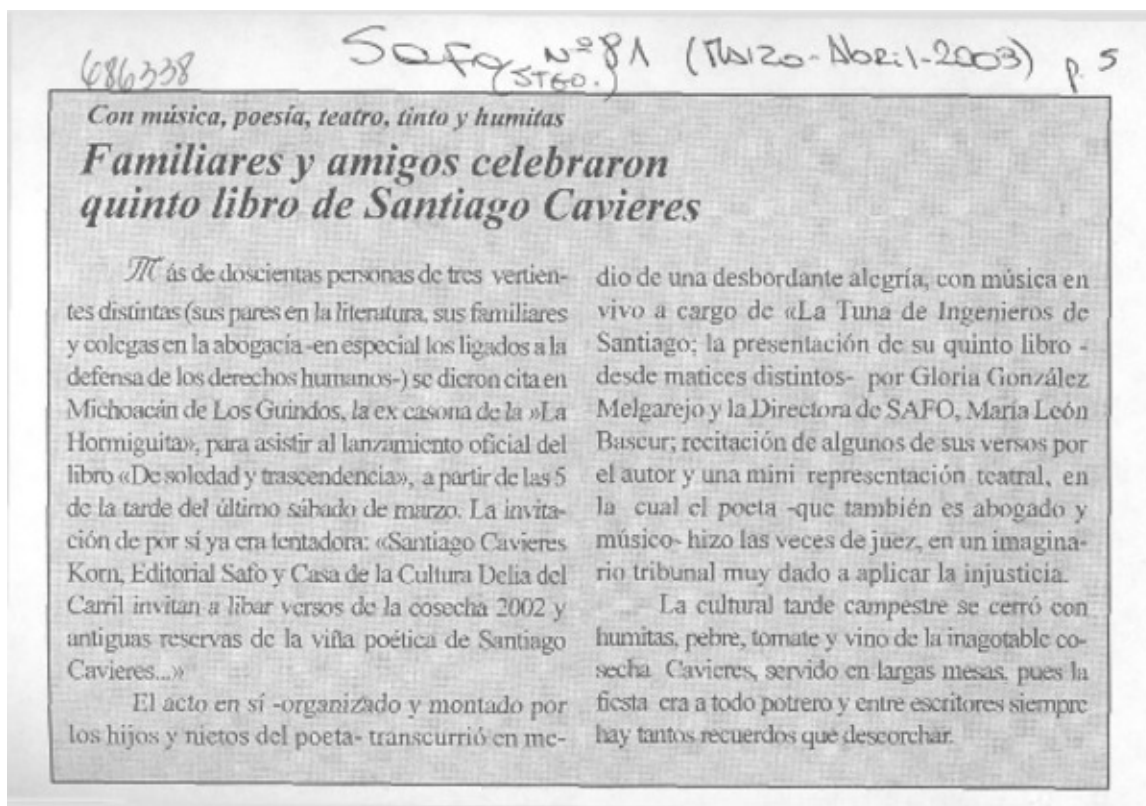 686338
Safo Nº 81 (Marzo-Abril-2003) p. 5
(STGO.)
Con música, poesía, teatro, tinto y humitas
Familiares y amigos celebraron
quinto libro de Santiago Cavieres
Más de doscientas personas de tres vertien-
tes distintas (sus pares en la literatura, sus familiares
y colegas en la abogacía -en especial los ligados a la
defensa de los derechos humanos-) se dieron cita en
Michoacán de Los Guindos, la ex casona de la »La
Hormiguita», para asistir al lanzamiento oficial del
libro «De soledad y trascendencia», a partir de las 5
de la tarde del último sábado de marzo. La invita-
ción de por sí ya era tentadora: «Santiago Cavieres
Korn, Editorial Safo y Casa de la Cultura Delia del
Carril invitan a libar versos de la cosecha 2002 y
antiguas reservas de la viña poética de Santiago
Cavieres...»
El acto en sí -organizado y montado por
los hijos y nietos del poeta- transcurrió en me-
dio de una desbordante alegría, con música en
vivo a cargo de «La Tuna de Ingenieros de
Santiago; la presentación de su quinto libro -
desde matices distintos- por Gloria González
Melgarejo y la Directora de SAFO, María León
Bascur; recitación de algunos de sus versos por
el autor y una mini representación teatral, en
la cual el poeta -que también es abogado y
músico- hizo las veces de juez, en un imagina-
rio tribunal muy dado a aplicar la injusticia.
La cultural tarde campestre se cerró con
humitas, pebre, tomate y vino de la inagotable co-
secha Cavieres, servido en largas mesas, pues la
fiesta era a todo potrero y entre escritores siempre
hay tantos recuerdos que descorchar.